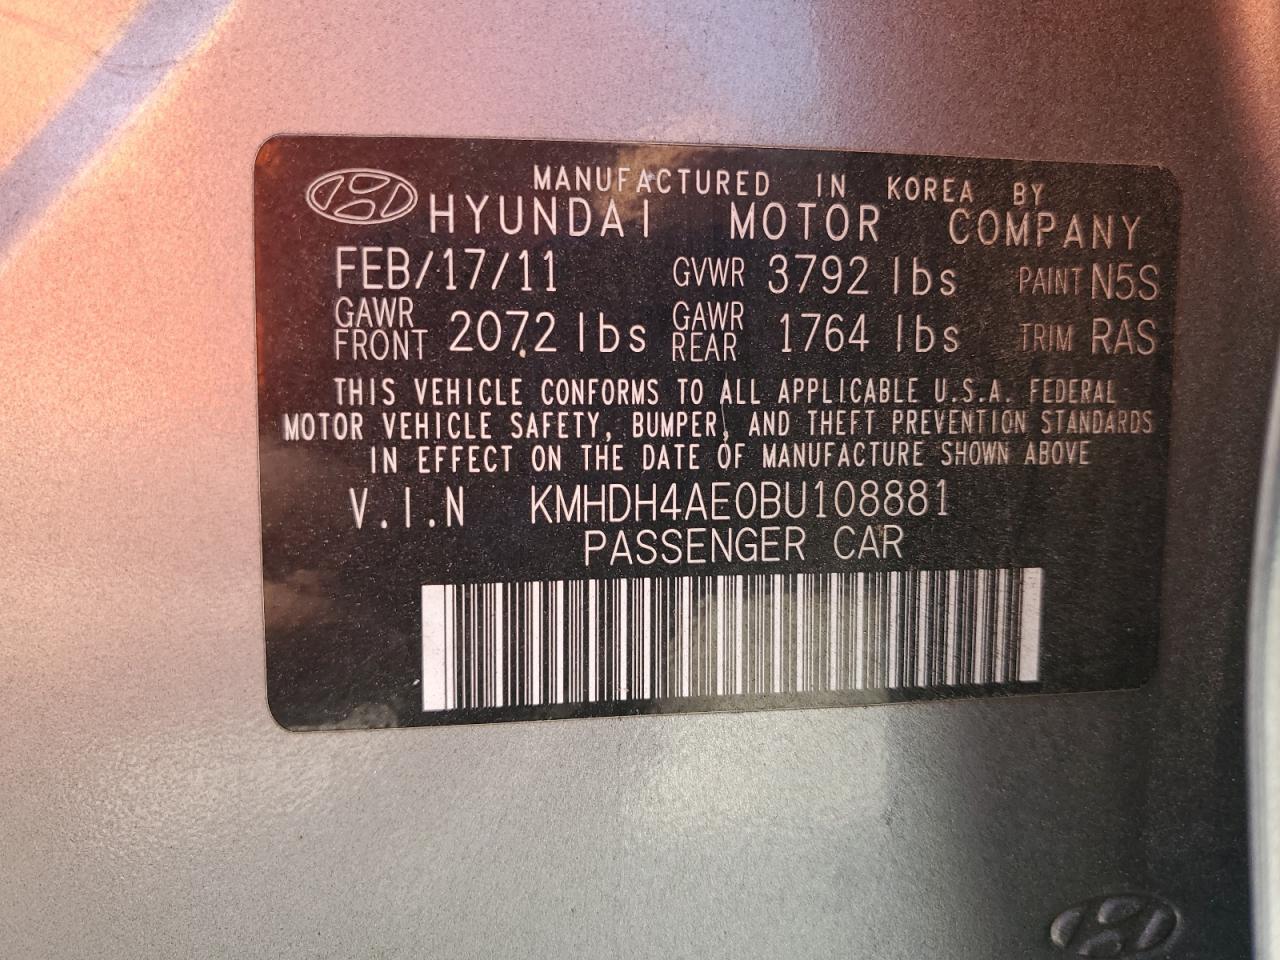 MANUFACTURED IN KOREA BY
HYUNDAI MOTOR COMPANY
FEB/17/11 GVWR 3792 lbs PAINT N5S
GAWR FRONT 2072 lbs GAWR REAR 1764 lbs TRIM RAS
THIS VEHICLE CONFORMS TO ALL APPLICABLE U.S.A. FEDERAL
MOTOR VEHICLE SAFETY, BUMPER, AND THEFT PREVENTION STANDARDS
IN EFFECT ON THE DATE OF MANUFACTURE SHOWN ABOVE
V.I.N KMHDH4AE0BU108881
PASSENGER CAR